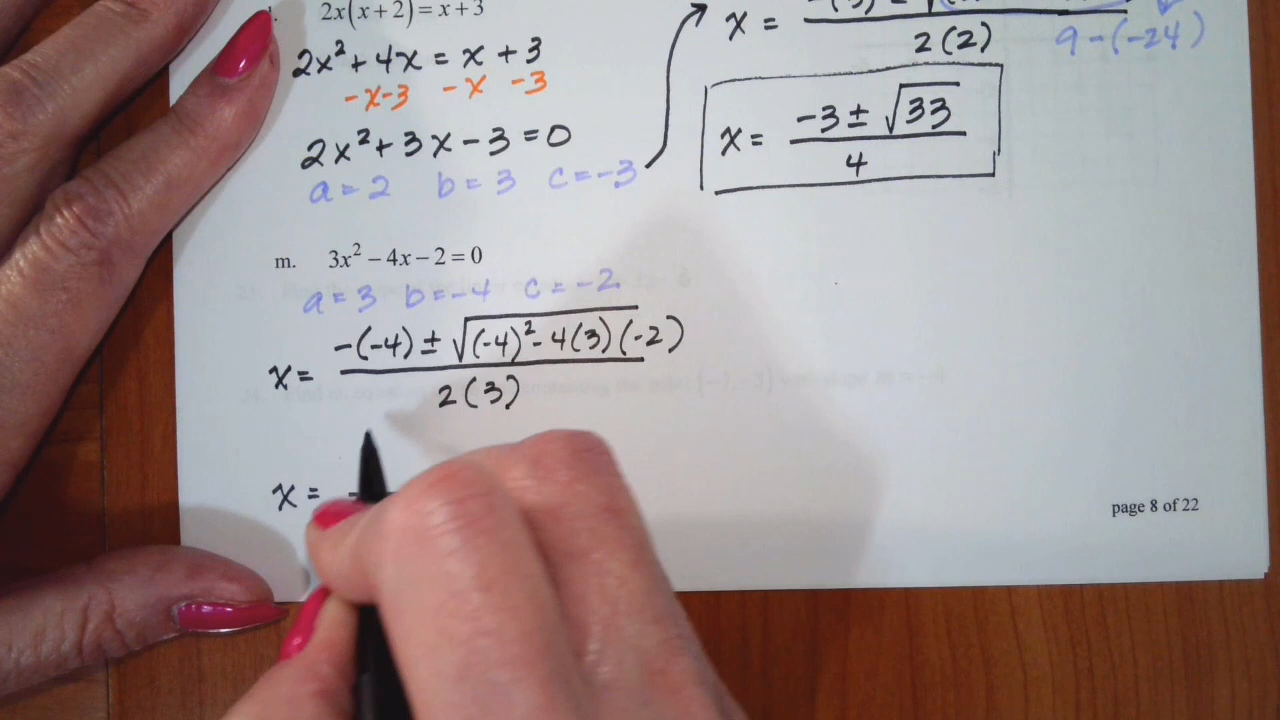 2x(x+2)=x+3
2x²+4x = x +3
-x-3 -x -3
2x²+3x-3=0
a=2 b=3 c=-3
x=
2(2)
9-(-24)
x= -3±√33
4
m. 3x²-4x-2=0
a=3 b=-4 c=-2
x= -(-4)±√(-4)²-4(3)(-2)
2(3)
x=
page 8 of 22